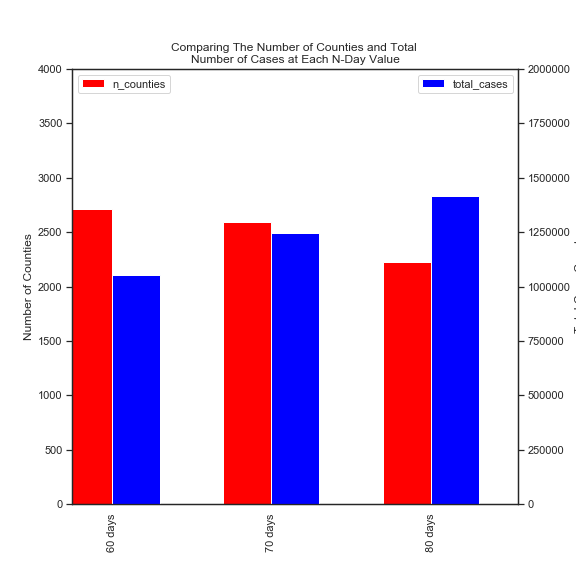 Comparing The Number of Counties and Total
Number of Cases at Each N-Day Value
n_counties
total_cases
4000
3500
3000
2500
2000
1500
1000
500
0
Number of Counties
2000000
1750000
1500000
1250000
1000000
750000
500000
250000
0
60 days
70 days
80 days